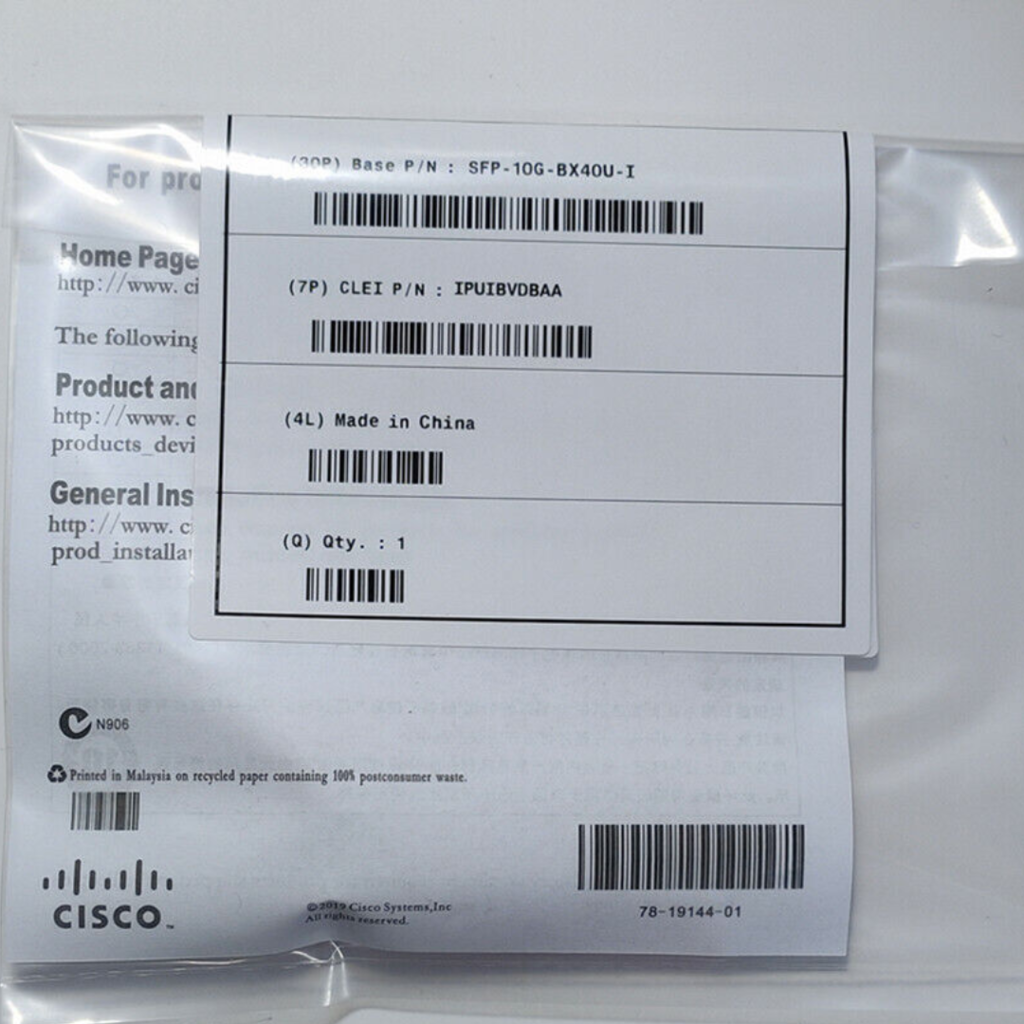 (30P) Base P/N : SFP-10G-BX40U-I
(7P) CLEI P/N : IPUIBVDBAA
(4L) Made in China
(Q) Qty. : 1
For pro
Home Page
http://www. ci
The following
Product and
http://www. c
products_devi
General Ins
http://www. ci
prod_installa
N906
Printed in Malaysia on recycled paper containing 100% postconsumer waste.
CISCO™
©2019 Cisco Systems,Inc
All rights reserved.
78-19144-01